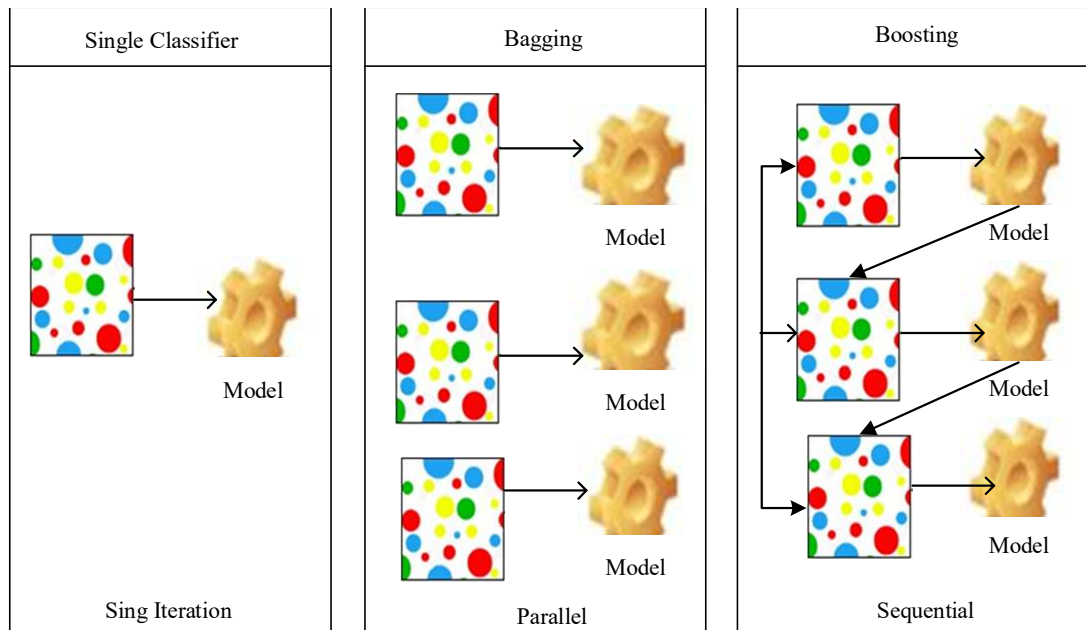 Single Classifier
Model
Sing Iteration
Bagging
Model
Model
Model
Parallel
Boosting
Model
Model
Model
Sequential